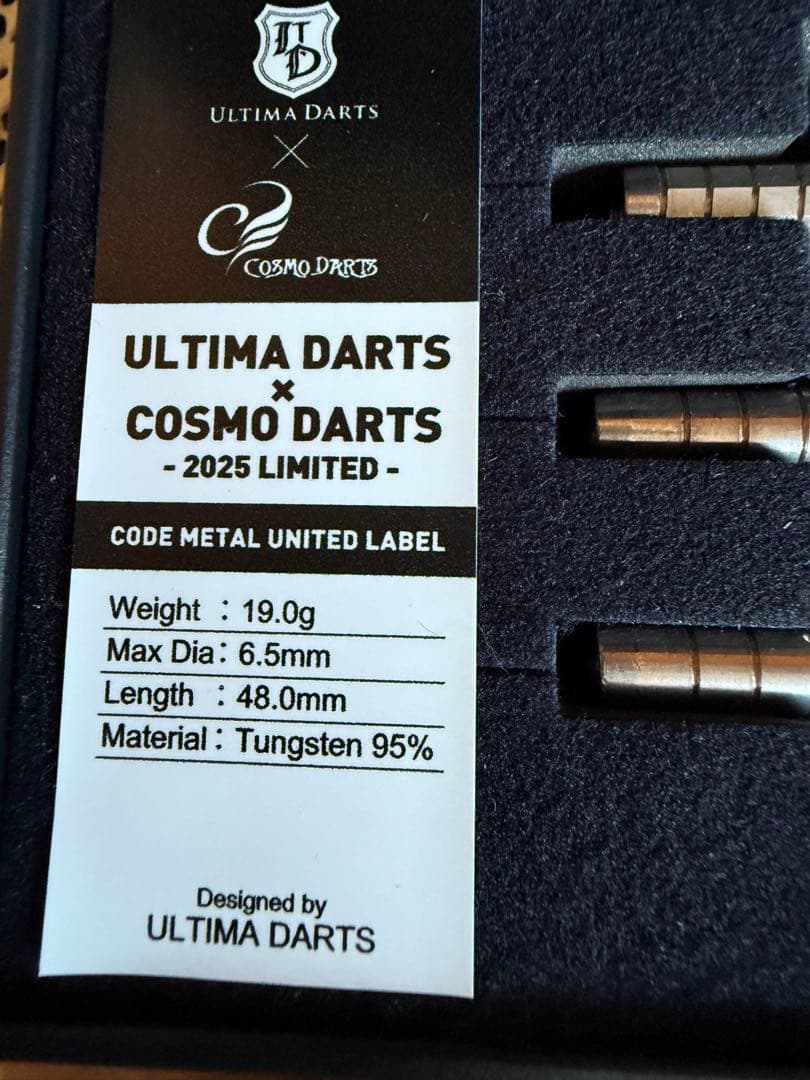 UD
ULTIMA DARTS
×
COSMO DARTS
ULTIMA DARTS
×
COSMO DARTS
- 2025 LIMITED -
CODE METAL UNITED LABEL
Weight : 19.0g
Max Dia: 6.5mm
Length : 48.0mm
Material : Tungsten 95%
Designed by
ULTIMA DARTS